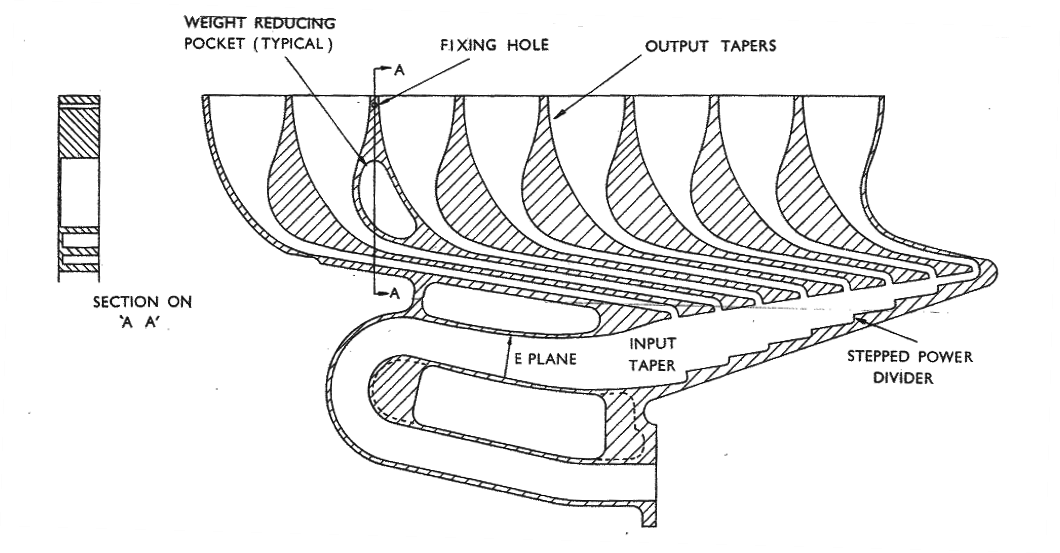 WEIGHT REDUCING
POCKET (TYPICAL)
FIXING HOLE
OUTPUT TAPERS
A
A
SECTION ON
'A A'
E PLANE
INPUT
TAPER
STEPPED POWER
DIVIDER